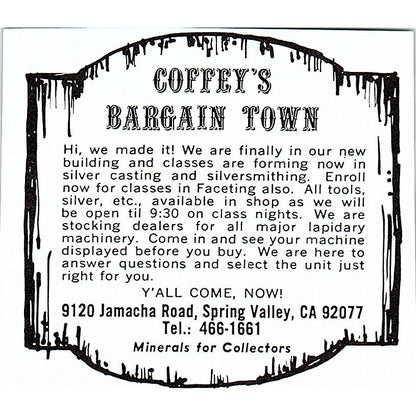 COFFEY'S
BARGAIN TOWN
Hi, we made it! We are finally in our new
building and classes are forming now in
silver casting and silversmithing. Enroll
now for classes in Faceting also. All tools,
silver, etc., available in shop as we will
be open til 9:30 on class nights. We are
stocking dealers for all major lapidary
machinery. Come in and see your machine
displayed before you buy. We are here to
answer questions and select the unit just
right for you.
Y'ALL COME, NOW!
9120 Jamacha Road, Spring Valley, CA 92077
Tel.: 466-1661
Minerals for Collectors